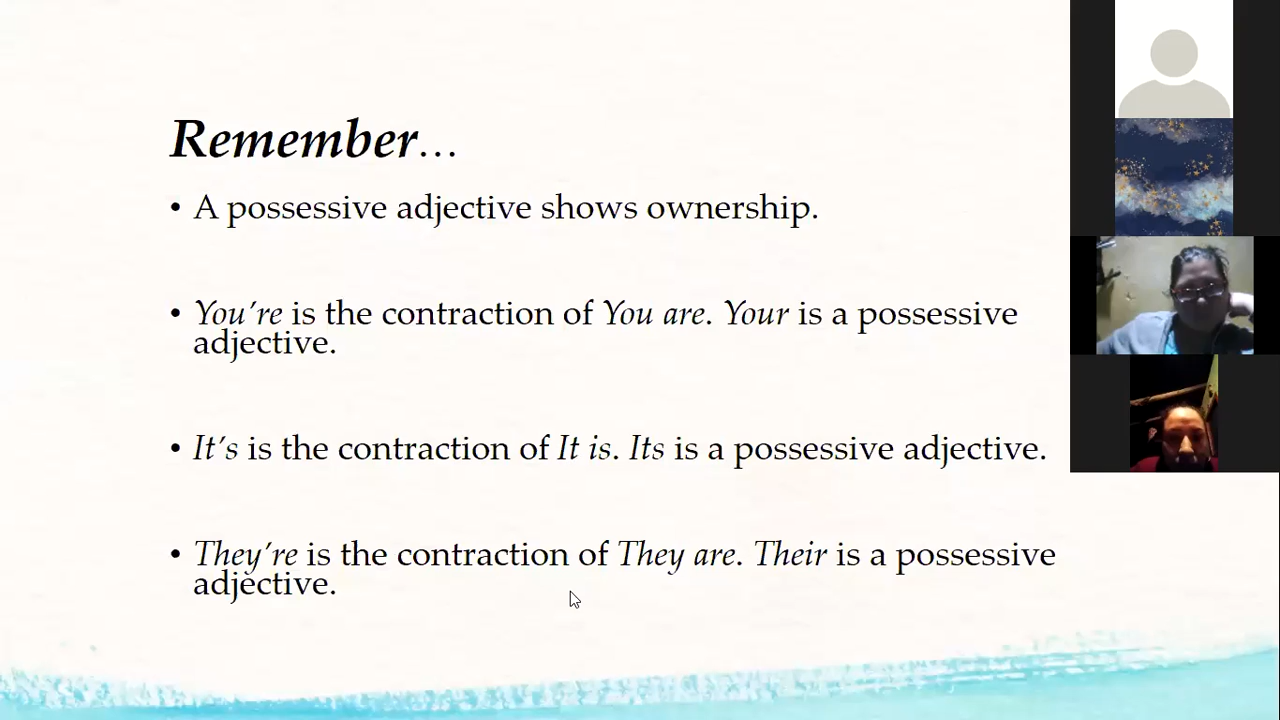 Remember...
• A possessive adjective shows ownership.
• You’re is the contraction of You are. Your is a possessive
adjective.
• It’s is the contraction of It is. Its is a possessive adjective.
• They’re is the contraction of They are. Their is a possessive
adjective.